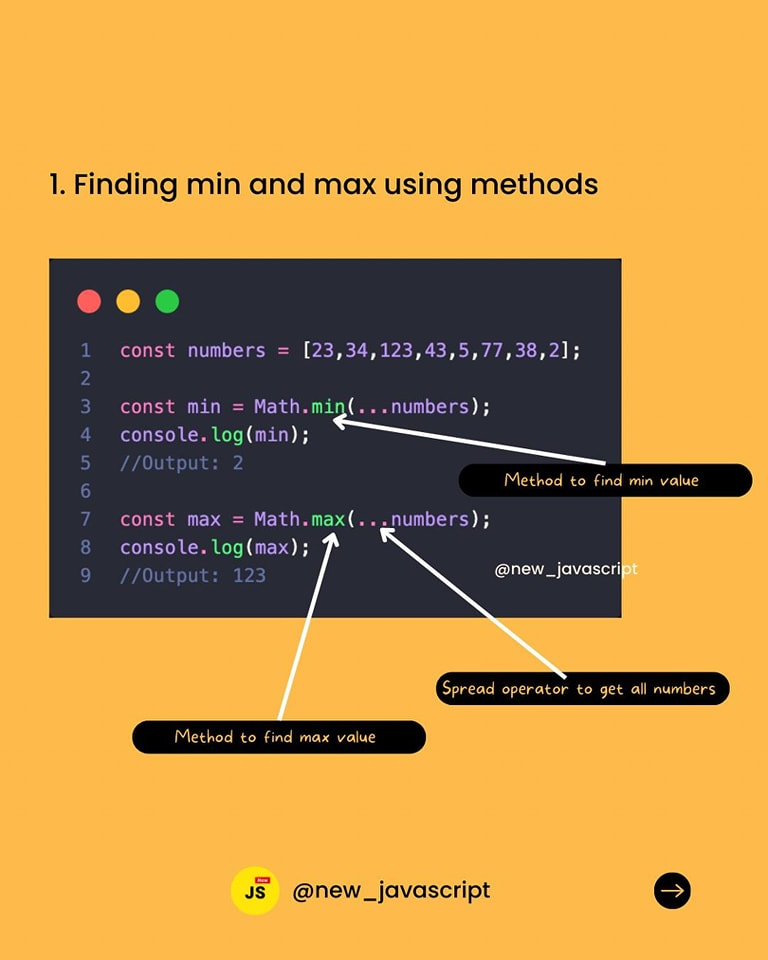 1. Finding min and max using methods
1 const numbers = [23,34,123,43,5,77,38,2];
2
3 const min = Math.min(...numbers);
4 console.log(min);
5 //Output: 2
Method to find min value
6
7 const max = Math.max(...numbers);
8 console.log(max);
9 //Output: 123
@new_javascript
Spread operator to get all numbers
Method to find max value
New
JS
@new_javascript